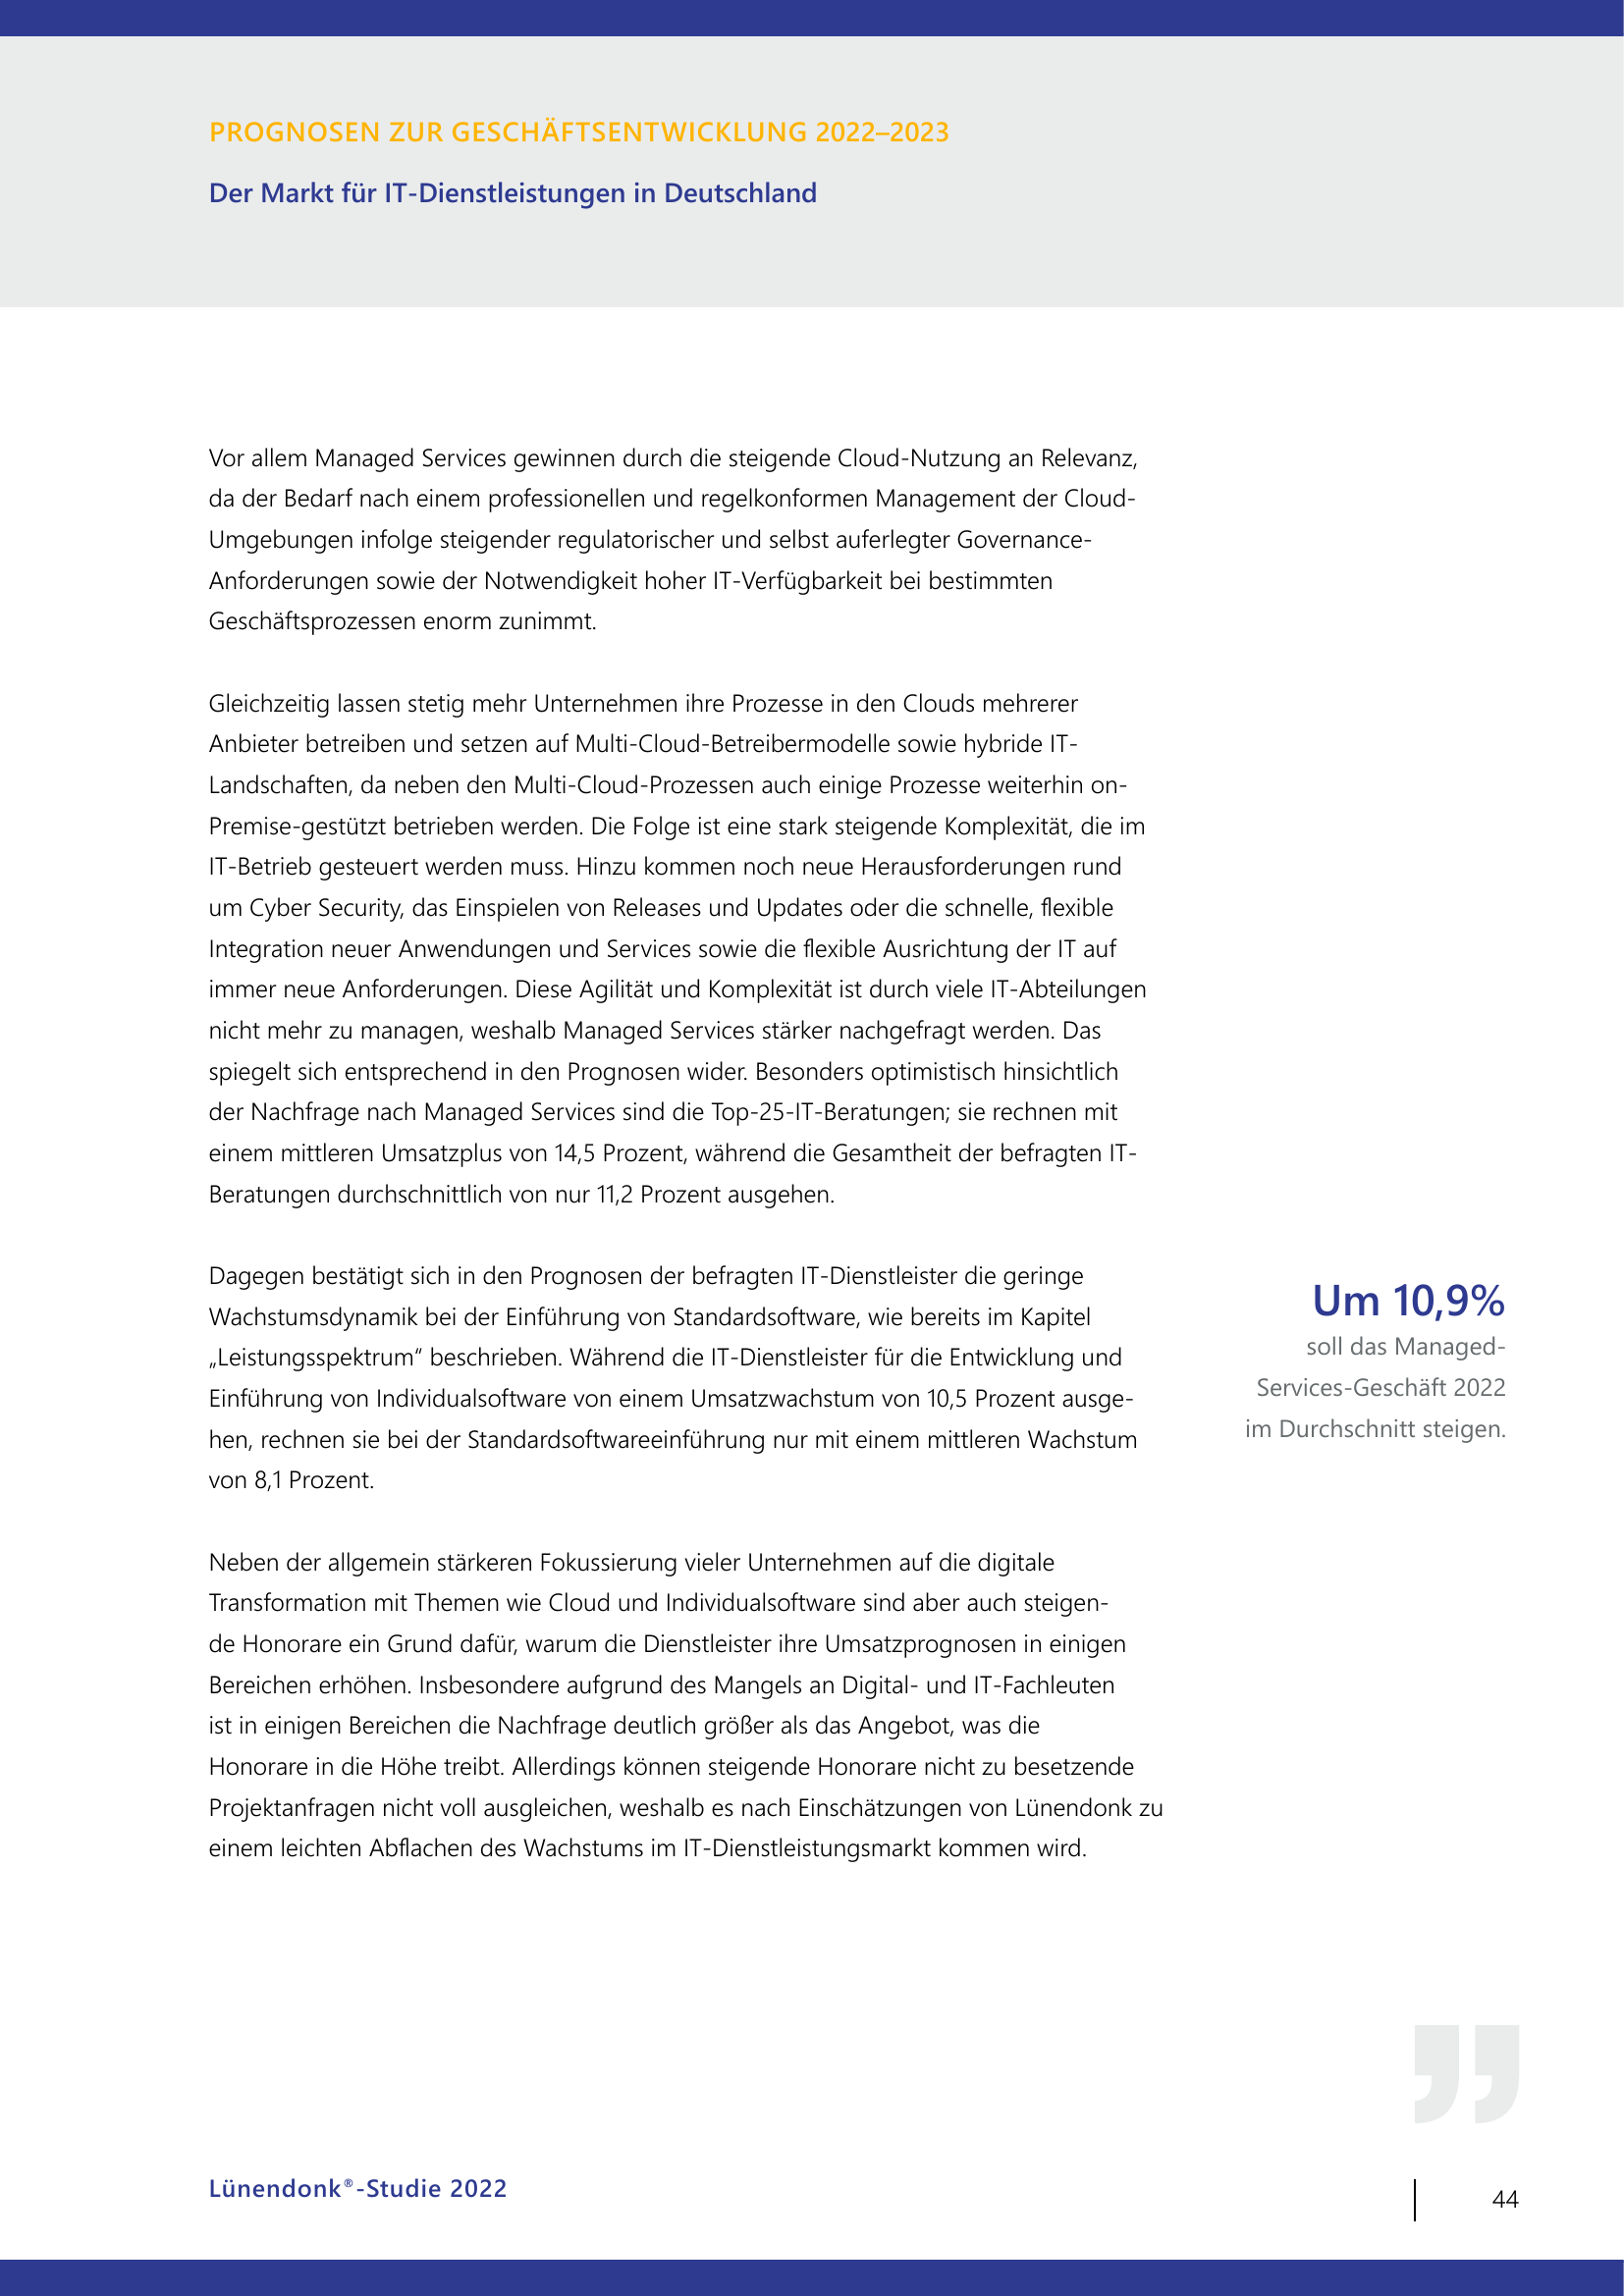 PROGNOSEN ZUR GESCHÄFTSENTWICKLUNG 2022–2023
Der Markt für IT-Dienstleistungen in Deutschland
Vor allem Managed Services gewinnen durch die steigende Cloud-Nutzung an Relevanz,
da der Bedarf nach einem professionellen und regelkonformen Management der Cloud-
Umgebungen infolge steigender regulatorischer und selbst auferlegter Governance-
Anforderungen sowie der Notwendigkeit hoher IT-Verfügbarkeit bei bestimmten
Geschäftsprozessen enorm zunimmt.
Gleichzeitig lassen stetig mehr Unternehmen ihre Prozesse in den Clouds mehrerer
Anbieter betreiben und setzen auf Multi-Cloud-Betreibermodelle sowie hybride IT-
Landschaften, da neben den Multi-Cloud-Prozessen auch einige Prozesse weiterhin on-
Premise-gestützt betrieben werden. Die Folge ist eine stark steigende Komplexität, die im
IT-Betrieb gesteuert werden muss. Hinzu kommen noch neue Herausforderungen rund
um Cyber Security, das Einspielen von Releases und Updates oder die schnelle, flexible
Integration neuer Anwendungen und Services sowie die flexible Ausrichtung der IT auf
immer neue Anforderungen. Diese Agilität und Komplexität ist durch viele IT-Abteilungen
nicht mehr zu managen, weshalb Managed Services stärker nachgefragt werden. Das
spiegelt sich entsprechend in den Prognosen wider. Besonders optimistisch hinsichtlich
der Nachfrage nach Managed Services sind die Top-25-IT-Beratungen; sie rechnen mit
einem mittleren Umsatzplus von 14,5 Prozent, während die Gesamtheit der befragten IT-
Beratungen durchschnittlich von nur 11,2 Prozent ausgehen.
Dagegen bestätigt sich in den Prognosen der befragten IT-Dienstleister die geringe
Wachstumsdynamik bei der Einführung von Standardsoftware, wie bereits im Kapitel
„Leistungsspektrum“ beschrieben. Während die IT-Dienstleister für die Entwicklung und
Einführung von Individualsoftware von einem Umsatzwachstum von 10,5 Prozent ausge-
hen, rechnen sie bei der Standardsoftwareeinführung nur mit einem mittleren Wachstum
von 8,1 Prozent.
Um 10,9%
soll das Managed-
Services-Geschäft 2022
im Durchschnitt steigen.
Neben der allgemein stärkeren Fokussierung vieler Unternehmen auf die digitale
Transformation mit Themen wie Cloud und Individualsoftware sind aber auch steigen-
de Honorare ein Grund dafür, warum die Dienstleister ihre Umsatzprognosen in einigen
Bereichen erhöhen. Insbesondere aufgrund des Mangels an Digital- und IT-Fachleuten
ist in einigen Bereichen die Nachfrage deutlich größer als das Angebot, was die
Honorare in die Höhe treibt. Allerdings können steigende Honorare nicht zu besetzende
Projektanfragen nicht voll ausgleichen, weshalb es nach Einschätzungen von Lünendonk zu
einem leichten Abflachen des Wachstums im IT-Dienstleistungsmarkt kommen wird.
Lünendonk®-Studie 2022
44